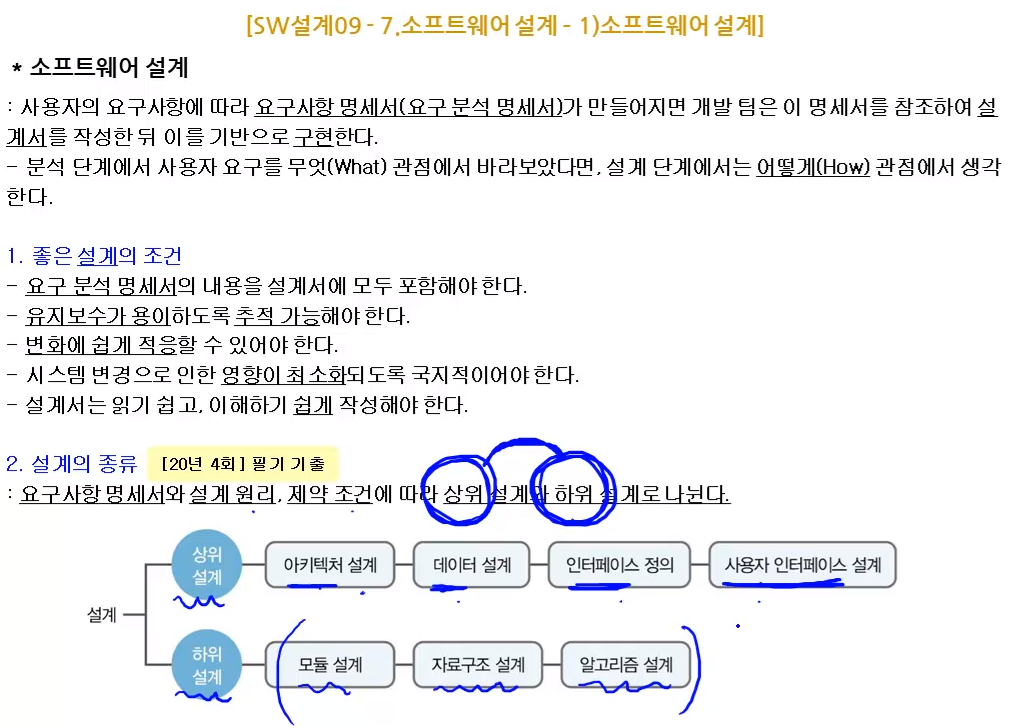 [SW설계09 - 7.소프트웨어 설계 - 1)소프트웨어 설계]
* 소프트웨어 설계
: 사용자의 요구사항에 따라 요구사항 명세서(요구 분석 명세서)가 만들어지면 개발 팀은 이 명세서를 참조하여 설
계서를 작성한 뒤 이를 기반으로 구현한다.
- 분석 단계에서 사용자 요구를 무엇(What) 관점에서 바라보았다면, 설계 단계에서는 어떻게(How) 관점에서 생각
한다.
1. 좋은 설계의 조건
- 요구 분석 명세서의 내용을 설계서에 모두 포함해야 한다.
- 유지보수가 용이하도록 추적 가능해야 한다.
- 변화에 쉽게 적응할 수 있어야 한다.
- 시스템 변경으로 인한 영향이 최소화되도록 국지적이어야 한다.
- 설계서는 읽기 쉽고, 이해하기 쉽게 작성해야 한다.
2. 설계의 종류 [20년 4회] 필기 기출
: 요구사항 명세서와 설계 원리, 제약 조건에 따라 상위 설계와 하위 설계로 나뉜다.
상위
설계
아키텍처 설계 데이터 설계 인터페이스 정의 사용자 인터페이스 설계
설계
하위
설계
모듈 설계 자료구조 설계 알고리즘 설계